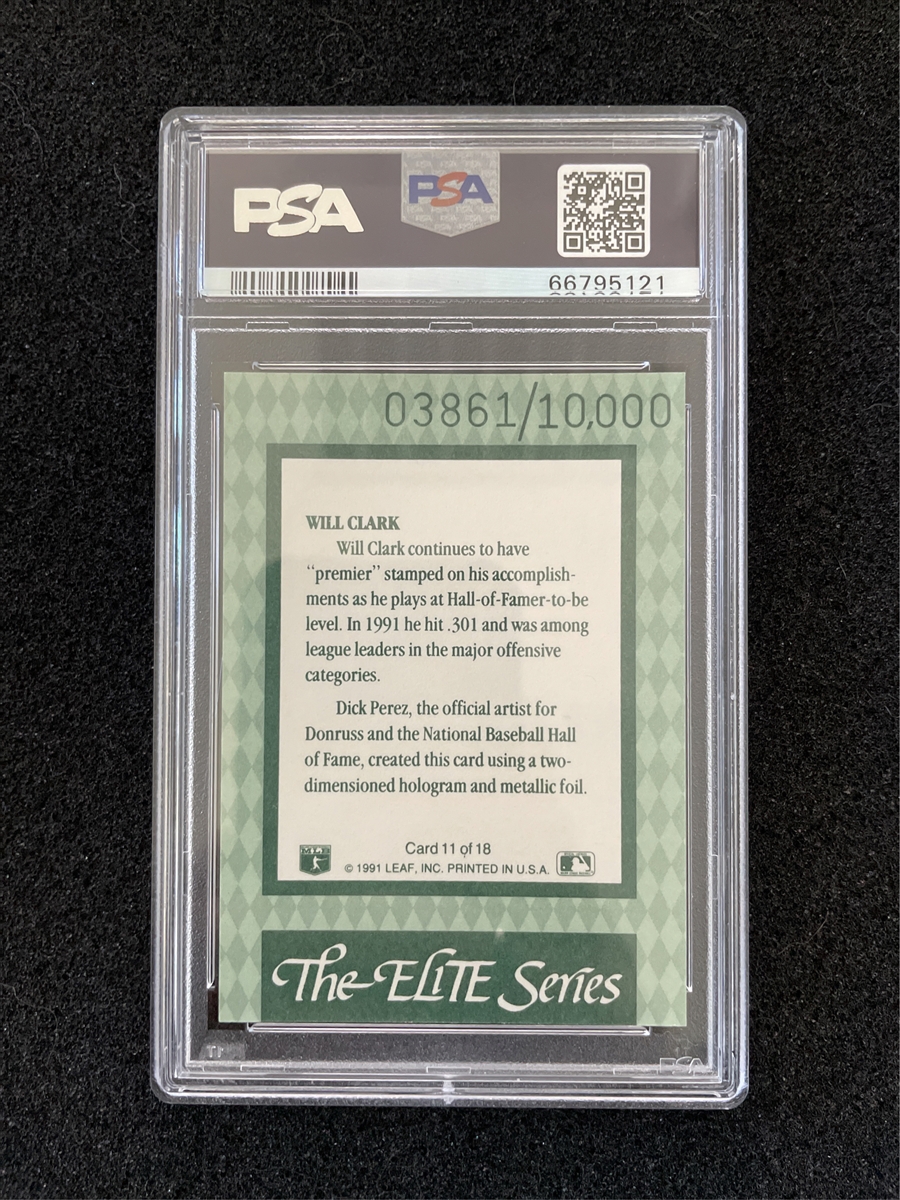 PSA PSA
66795121
03861/10,000
WILL CLARK
Will Clark continues to have
“premier” stamped on his accomplish-
ments as he plays at Hall-of-Famer-to-be
level. In 1991 he hit .301 and was among
league leaders in the major offensive
categories.
Dick Perez, the official artist for
Donruss and the National Baseball Hall
of Fame, created this card using a two-
dimensioned hologram and metallic foil.
Card 11 of 18
© 1991 LEAF, INC. PRINTED IN U.S.A.
The ELITE Series
PSA